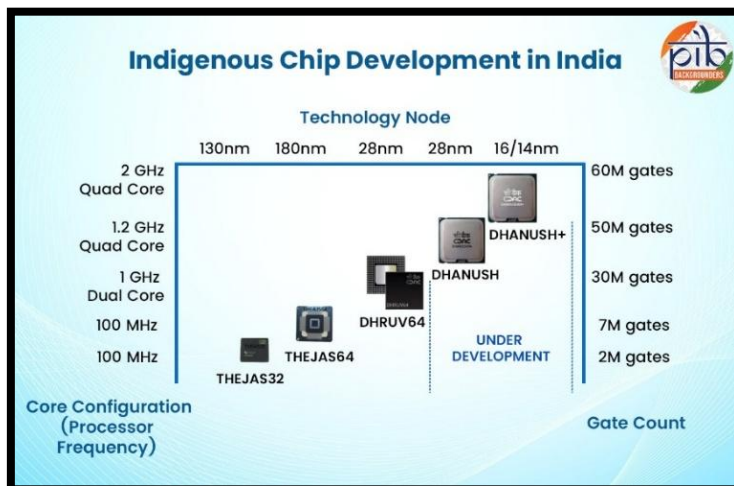 Indigenous Chip Development in India
pib
BACKGROUNDERS
Technology Node
130nm 180nm 28nm 28nm 16/14nm
2 GHz
Quad Core
60M gates
DHANUSH+
1.2 GHz
Quad Core
50M gates
DHANUSH
1 GHz
Dual Core
30M gates
DHRUV64
DHRUV64
100 MHz
7M gates
THEJAS64
UNDER
DEVELOPMENT
100 MHz
2M gates
THEJAS32
Core Configuration
(Processor
Frequency)
Gate Count